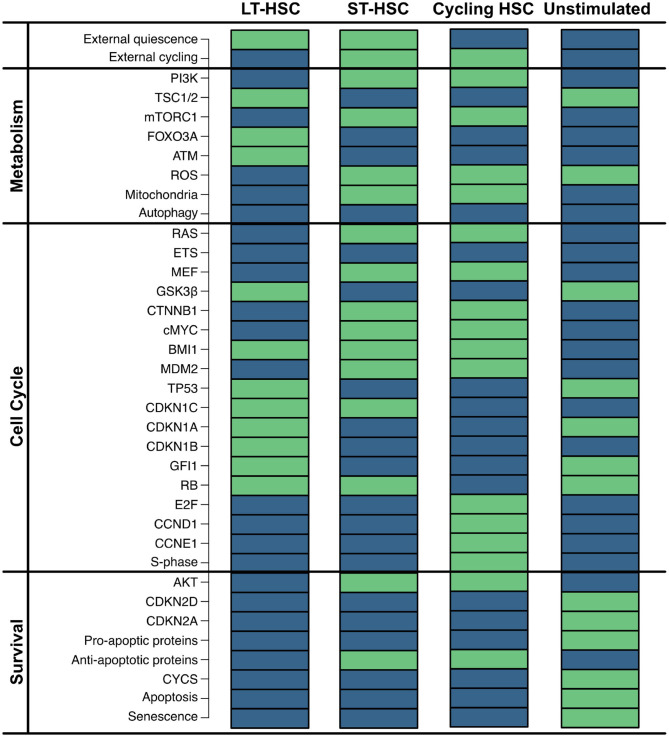 LT-HSC ST-HSC Cycling HSC Unstimulated
External quiescence
External cycling
Metabolism
PI3K
TSC1/2
mTORC1
FOXO3A
ATM
ROS
Mitochondria
Autophagy
Cell Cycle
RAS
ETS
MEF
GSK3β
CTNNB1
cMYC
BMI1
MDM2
TP53
CDKN1C
CDKN1A
CDKN1B
GFI1
RB
E2F
CCND1
CCNE1
S-phase
Survival
AKT
CDKN2D
CDKN2A
Pro-apoptic proteins
Anti-apoptotic proteins
CYCS
Apoptosis
Senescence